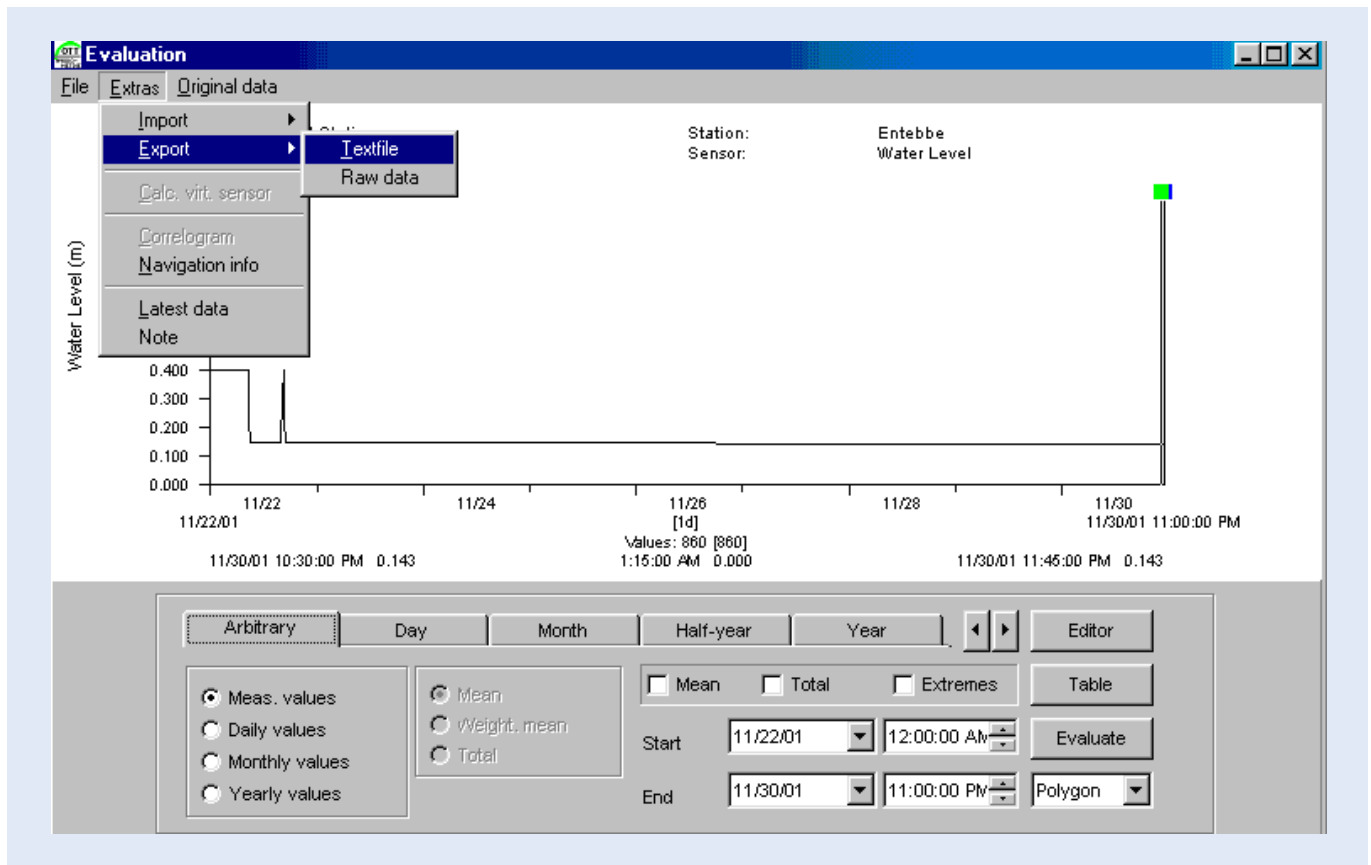 Evaluation
File Extras Original data
Import
Export
Calc. virt. sensor
Correlogram
Navigation info
Latest data
Note
Textfile
Raw data
Station: Entebbe
Sensor: Water Level
Water Level (m)
0.400
0.300
0.200
0.100
0.000
11/22 11/24 11/26 11/28 11/30
11/22/01 [1d] 11/30/01 11:00:00 PM
Values: 860 [860]
11/30/01 10:30:00 PM 0.143 1:15:00 AM 0.000 11/30/01 11:45:00 PM 0.143
Arbitrary Day Month Half-year Year Editor
Meas. values
Daily values
Monthly values
Yearly values
Mean
Weight. mean
Total
Mean Total Extremes Table
Start 11/22/01 12:00:00 AM Evaluate
End 11/30/01 11:00:00 PM Polygon